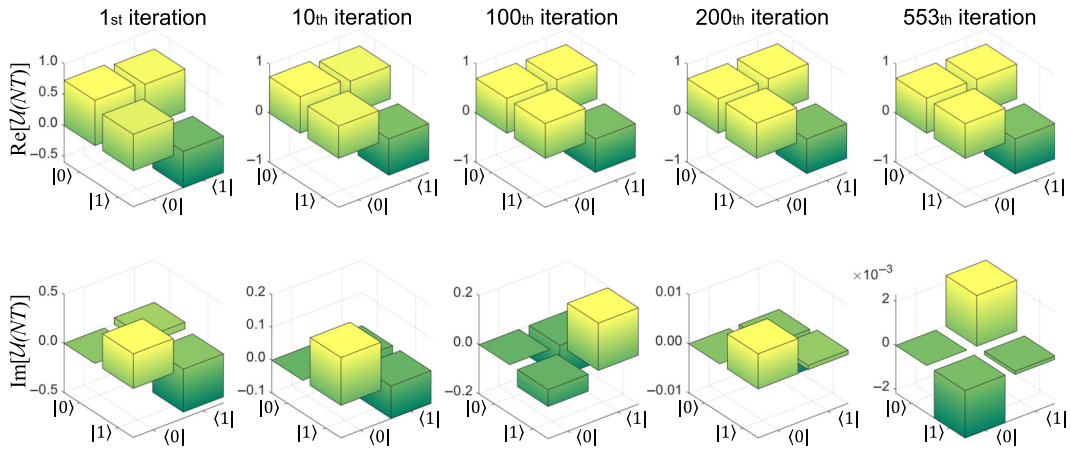 1st iteration 10th iteration 100th iteration 200th iteration 553th iteration
Re[𝒰(NT)]
1.0 0.5 0.0 −0.5 |0⟩ |1⟩ ⟨0| ⟨1|
1 0 −1 |0⟩ |1⟩ ⟨0| ⟨1|
1 0 −1 |0⟩ |1⟩ ⟨0| ⟨1|
1 0 −1 |0⟩ |1⟩ ⟨0| ⟨1|
1 0 −1 |0⟩ |1⟩ ⟨0| ⟨1|
Im[𝒰(NT)]
0.5 0.0 −0.5 |0⟩ |1⟩ ⟨0| ⟨1|
0.2 0.1 0.0 −0.1 |0⟩ |1⟩ ⟨0| ⟨1|
0.2 0.0 −0.2 |0⟩ |1⟩ ⟨0| ⟨1|
0.01 0.005 0.000 −0.005 −0.01 |0⟩ |1⟩ ⟨0| ⟨1|
×10⁻³ 2 0 −2 |0⟩ |1⟩ ⟨0| ⟨1|